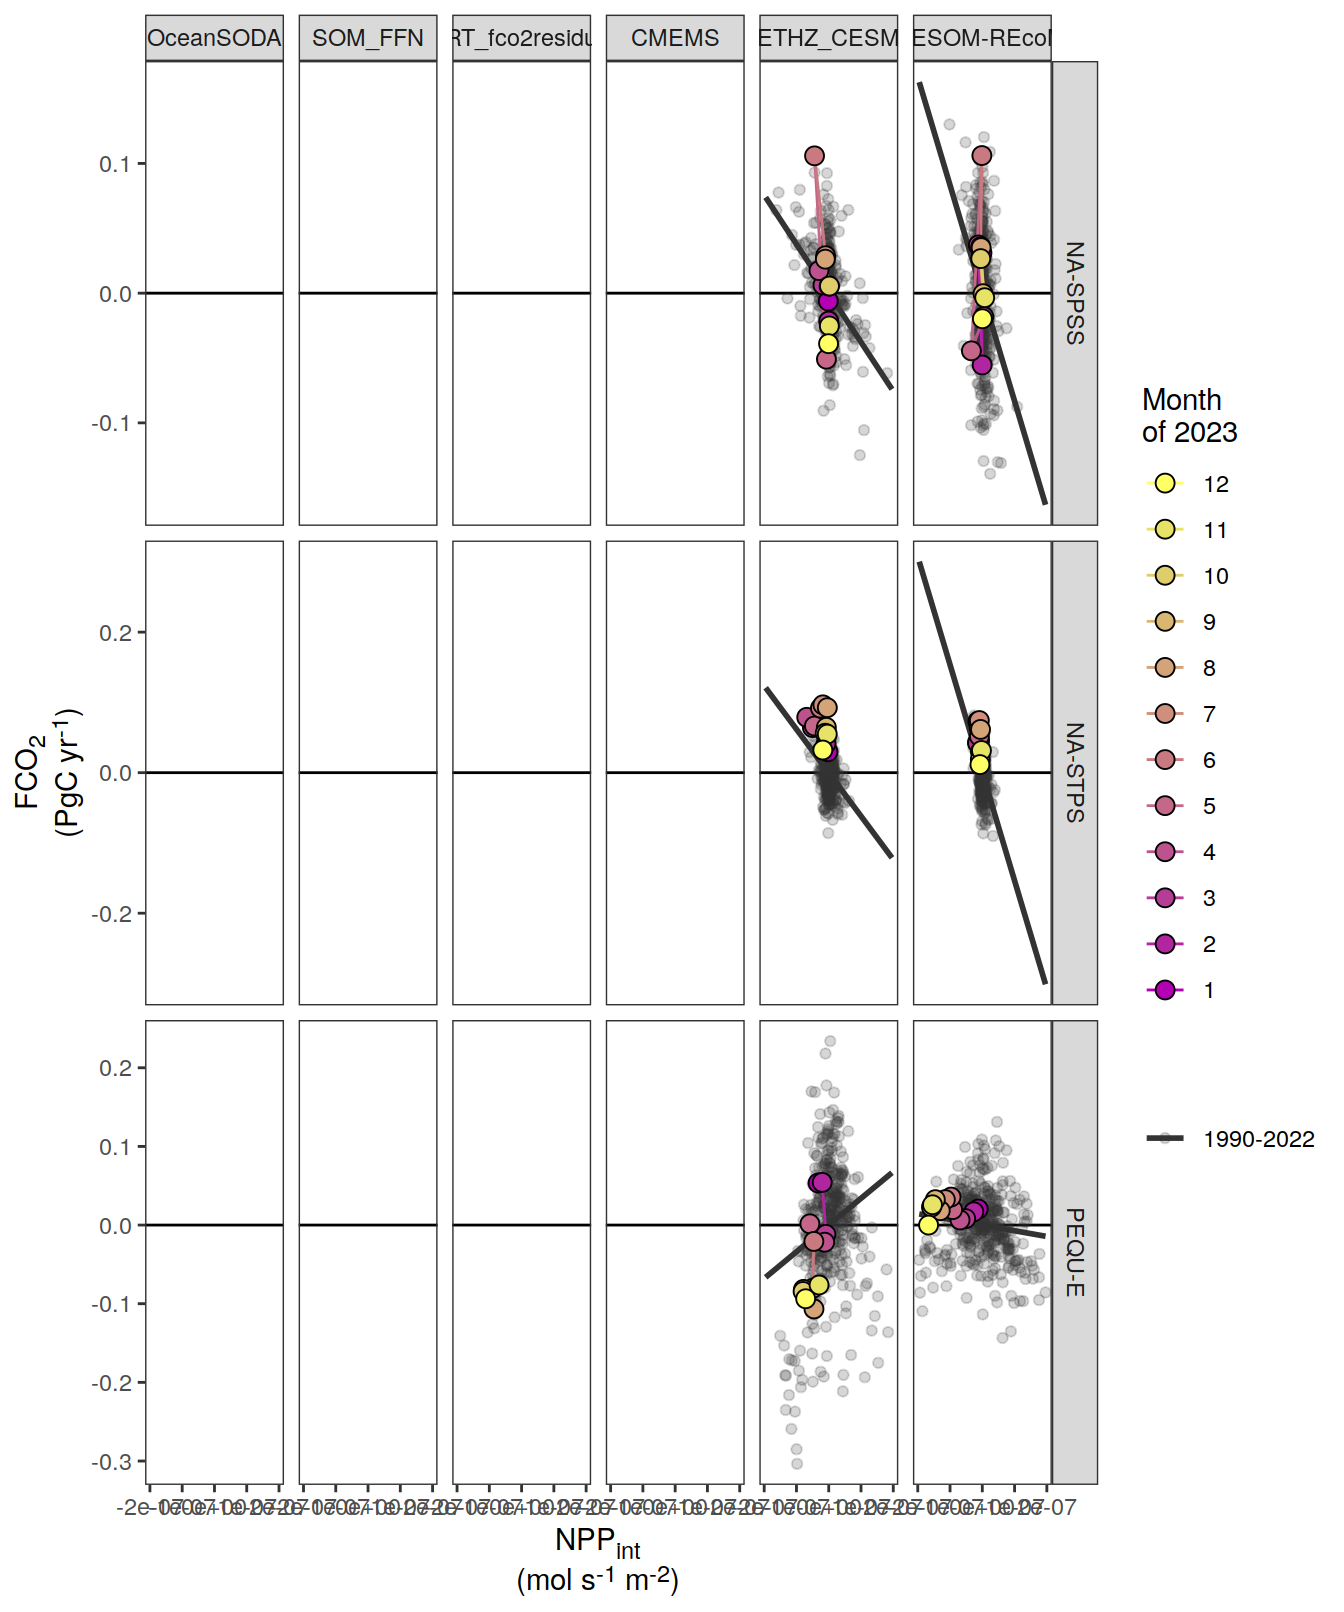 OceanSODA SOM_FFN RT_fco2residu CMEMS ETHZ_CESM ESOM-REcoM
0.1
0.0
-0.1
NA-SPSS
0.2
0.0
-0.2
NA-STPS
0.2
0.1
0.0
-0.1
-0.2
-0.3
PEQU-E
FCO2
(PgC yr-1)
NPPint
(mol s-1 m-2)
Month
of 2023
12
11
10
9
8
7
6
5
4
3
2
1
1990-2022